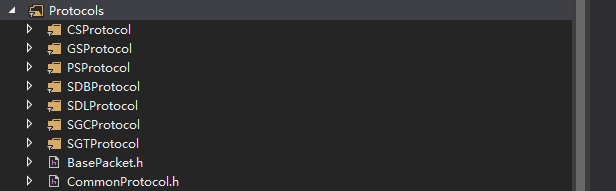 Protocols
CSProtocol
GSProtocol
PSProtocol
SDBProtocol
SDLProtocol
SGCProtocol
SGTProtocol
BasePacket.h
CommonProtocol.h